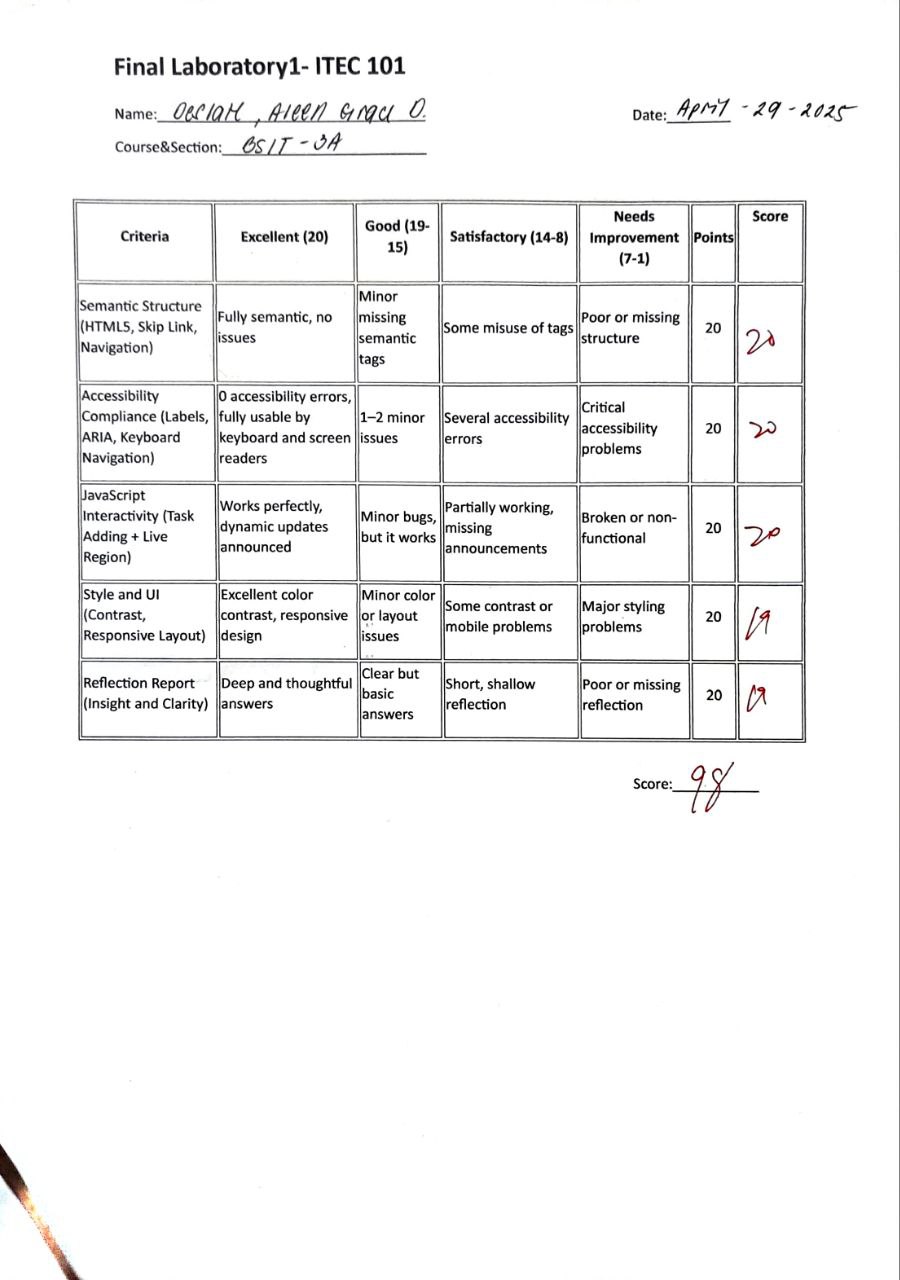 Final Laboratory1- ITEC 101
Name: , Aleen Grace D.
Date: April - 29 - 2025
Course&Section: BSIT - 3A
Criteria
Excellent (20)
Good (19-
15)
Satisfactory (14-8)
Needs
Improvement
(7-1)
Points
Score
Semantic Structure
(HTML5, Skip Link,
Navigation)
Fully semantic, no
issues
Minor
missing
semantic
tags
Some misuse of tags
Poor or missing
structure
20
20
Accessibility
Compliance (Labels,
ARIA, Keyboard
Navigation)
0 accessibility errors,
fully usable by
keyboard and screen
readers
1–2 minor
issues
Several accessibility
errors
Critical
accessibility
problems
20
20
JavaScript
Interactivity (Task
Adding + Live
Region)
Works perfectly,
dynamic updates
announced
Minor bugs,
but it works
Partially working,
missing
announcements
Broken or non-
functional
20
20
Style and UI
(Contrast,
Responsive Layout)
Excellent color
contrast, responsive
design
Minor color
or layout
issues
Some contrast or
mobile problems
Major styling
problems
20
19
Reflection Report
(Insight and Clarity)
Deep and thoughtful
answers
Clear but
basic
answers
Short, shallow
reflection
Poor or missing
reflection
20
19
Score: 98